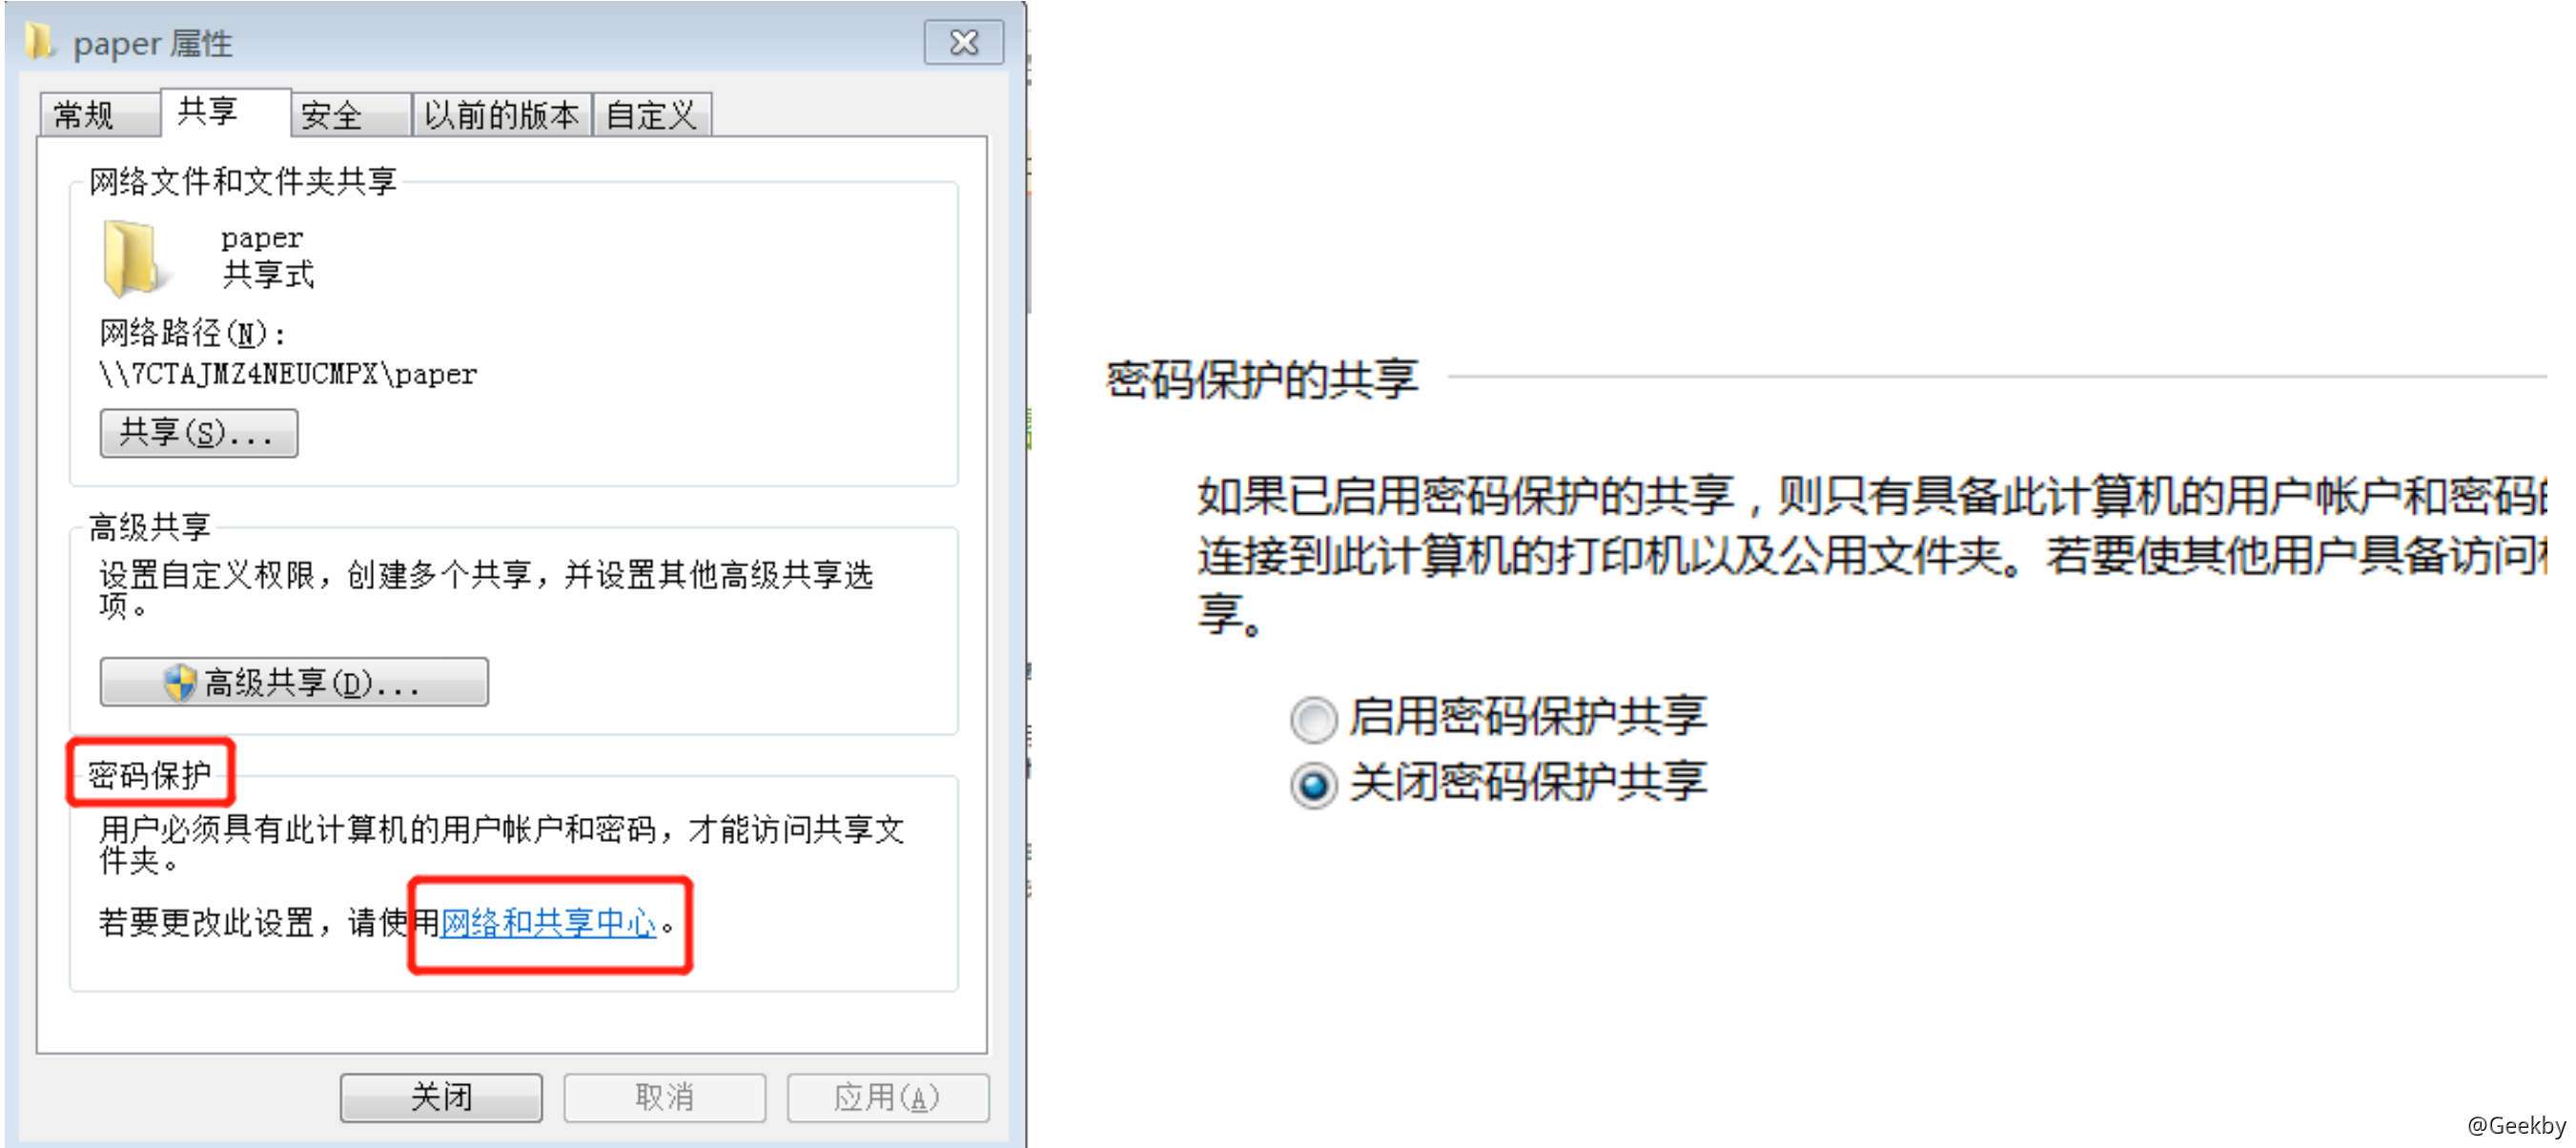 paper 属性
常规
共享
安全
以前的版本
自定义
网络文件和文件夹共享
paper
共享式
网络路径(N):
\\7CTAJMZ4NEUCMPX\paper
共享(S)...
高级共享
设置自定义权限，创建多个共享，并设置其他高级共享选
项。
高级共享(D)...
密码保护
用户必须具有此计算机的用户帐户和密码，才能访问共享文
件夹。
若要更改此设置，请使用网络和共享中心。
关闭
取消
应用(A)
密码保护的共享
如果已启用密码保护的共享，则只有具备此计算机的用户帐户和密码
连接到此计算机的打印机以及公用文件夹。若要使其他用户具备访问
享。
启用密码保护共享
关闭密码保护共享
@Geekby